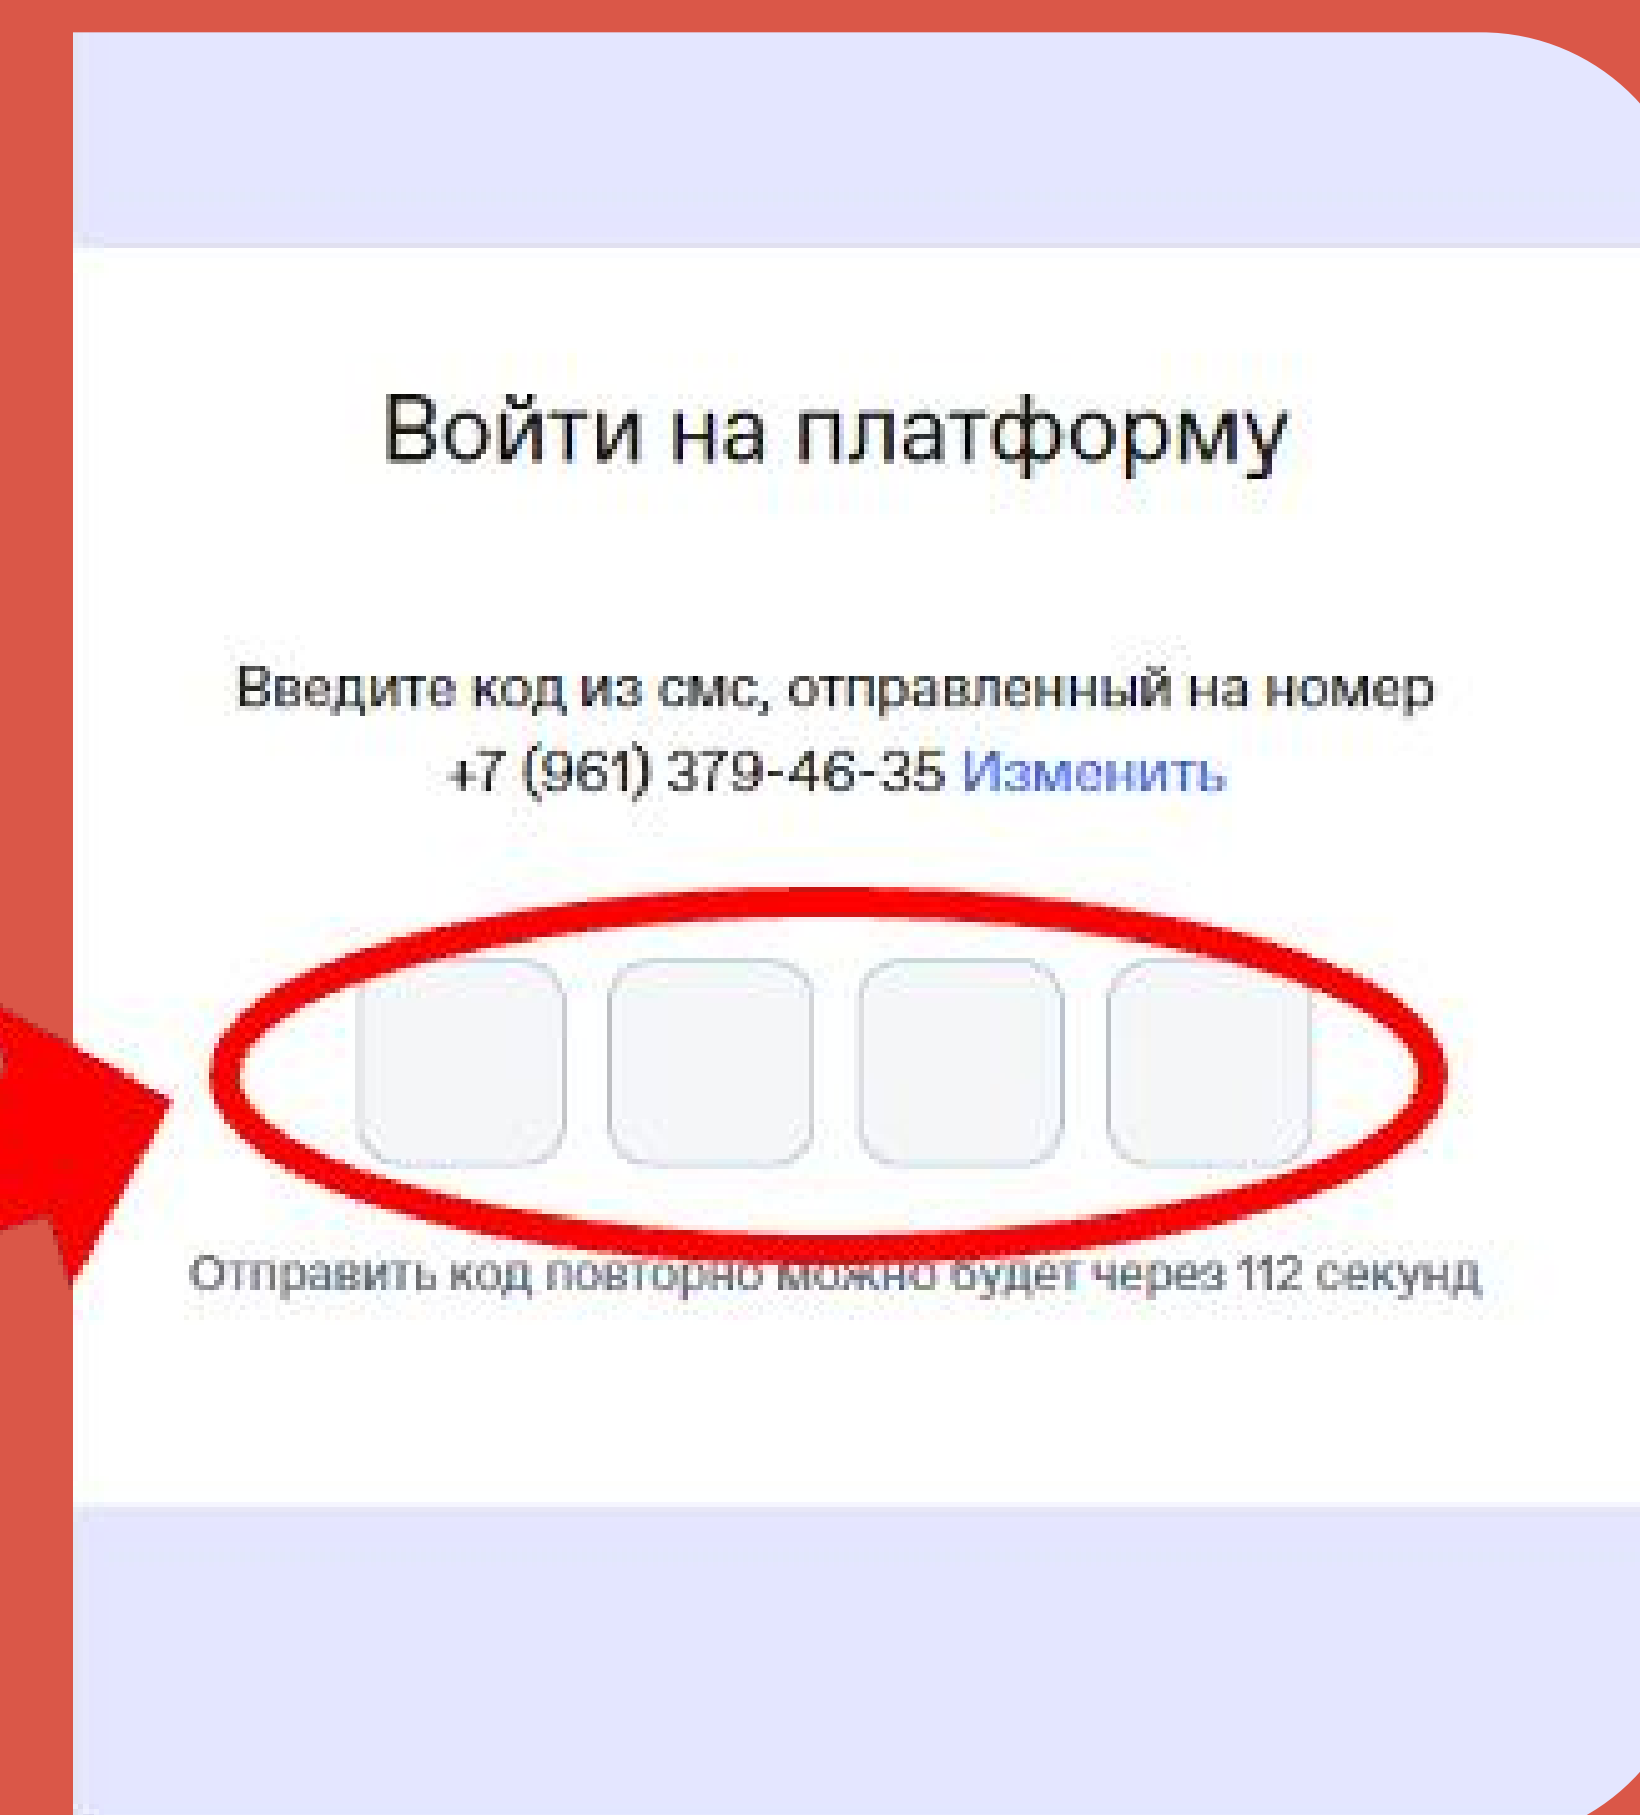 Войти на платформу
Введите код из смс, отправленный на номер
+7 (961) 379-46-35 Изменить
Отправить код повторно можно будет через 112 секунд